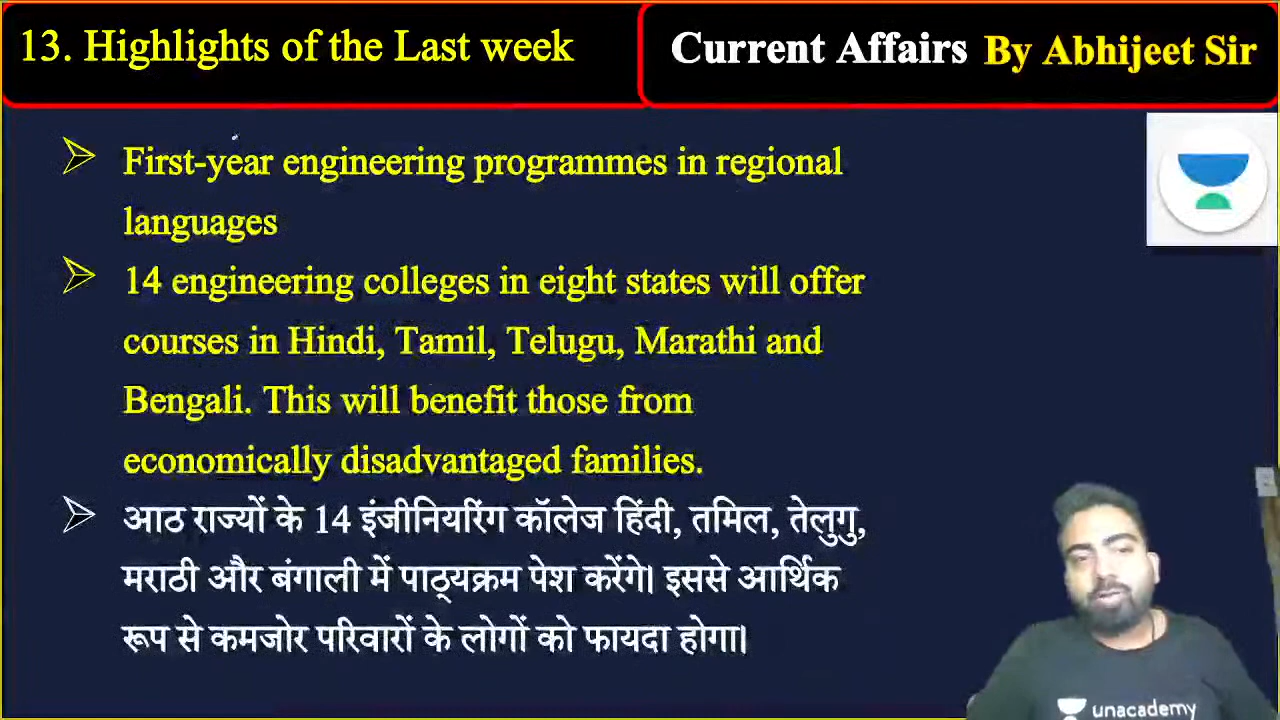 13. Highlights of the Last week
Current Affairs By Abhijeet Sir
First-year engineering programmes in regional
languages
14 engineering colleges in eight states will offer
courses in Hindi, Tamil, Telugu, Marathi and
Bengali. This will benefit those from
economically disadvantaged families.
आठ राज्यों के 14 इंजीनियरिंग कॉलेज हिंदी, तमिल, तेलुगु,
मराठी और बंगाली में पाठ्यक्रम पेश करेंगे। इससे आर्थिक
रूप से कमजोर परिवारों के लोगों को फायदा होगा।
unacademy